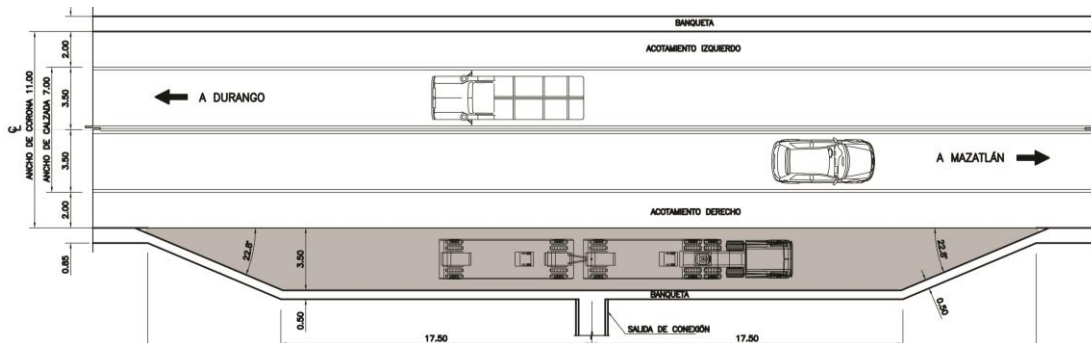 BANQUETA
ACOTAMIENTO IZQUIERDO
A DURANGO
A MAZATLÁN
ACOTAMIENTO DERECHO
ANCHO DE CORONA 11.00
ANCHO DE CALZADA 7.00
2.00
3.50
3.50
2.00
0.85
22.8°
3.50
22.8°
BANQUETA
0.50
0.50
SALIDA DE CONEXIÓN
17.50
17.50